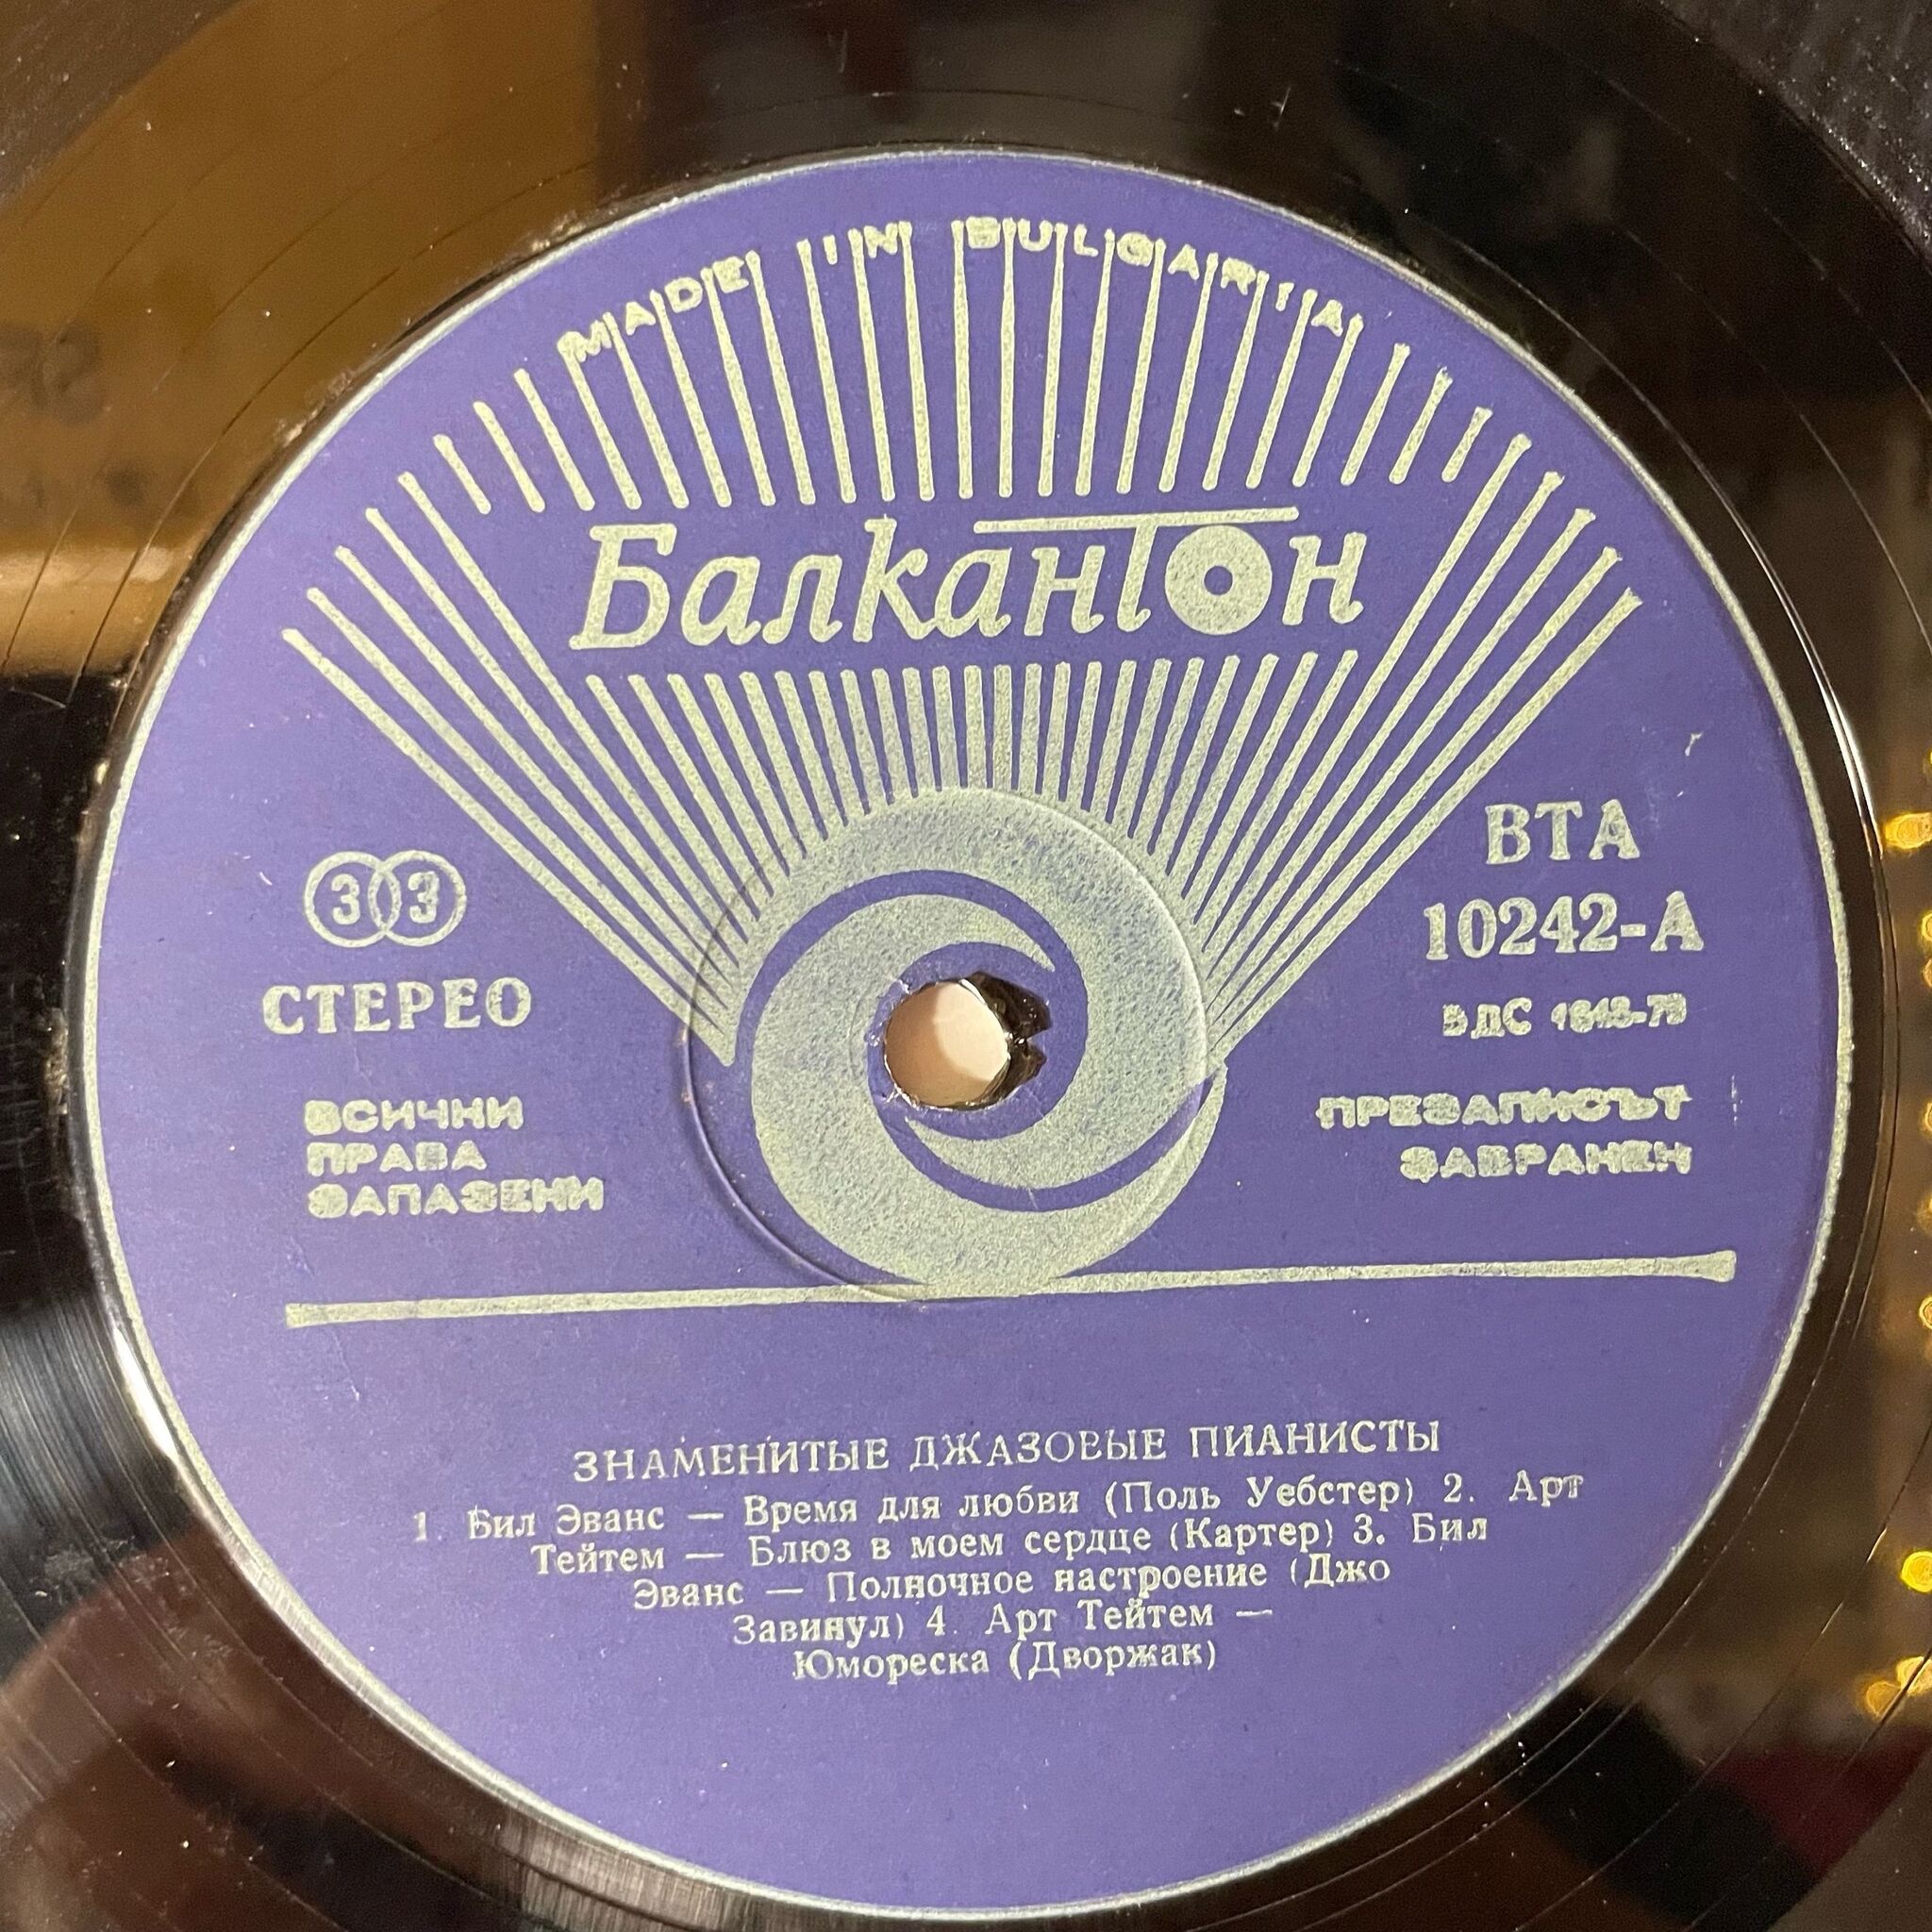 MADE IN BULGARIA
Балкантон
33
СТЕРЕО
ВСИЧКИ
ПРАВА
ЗАПАЗЕНИ
ВТА
10242-А
БДС
ПРЕЗАПИСЪТ
ЗАБРАНЕН
ЗНАМЕНИТЫЕ ДЖАЗОВЫЕ ПИАНИСТЫ
1. Бил Эванс — Время для любви (Поль Уебстер) 2. Арт
Тейтем — Блюз в моем сердце (Картер) 3. Бил
Эванс — Полночное настроение (Джо
Завинул) 4. Арт Тейтем —
Юмореска (Дворжак)